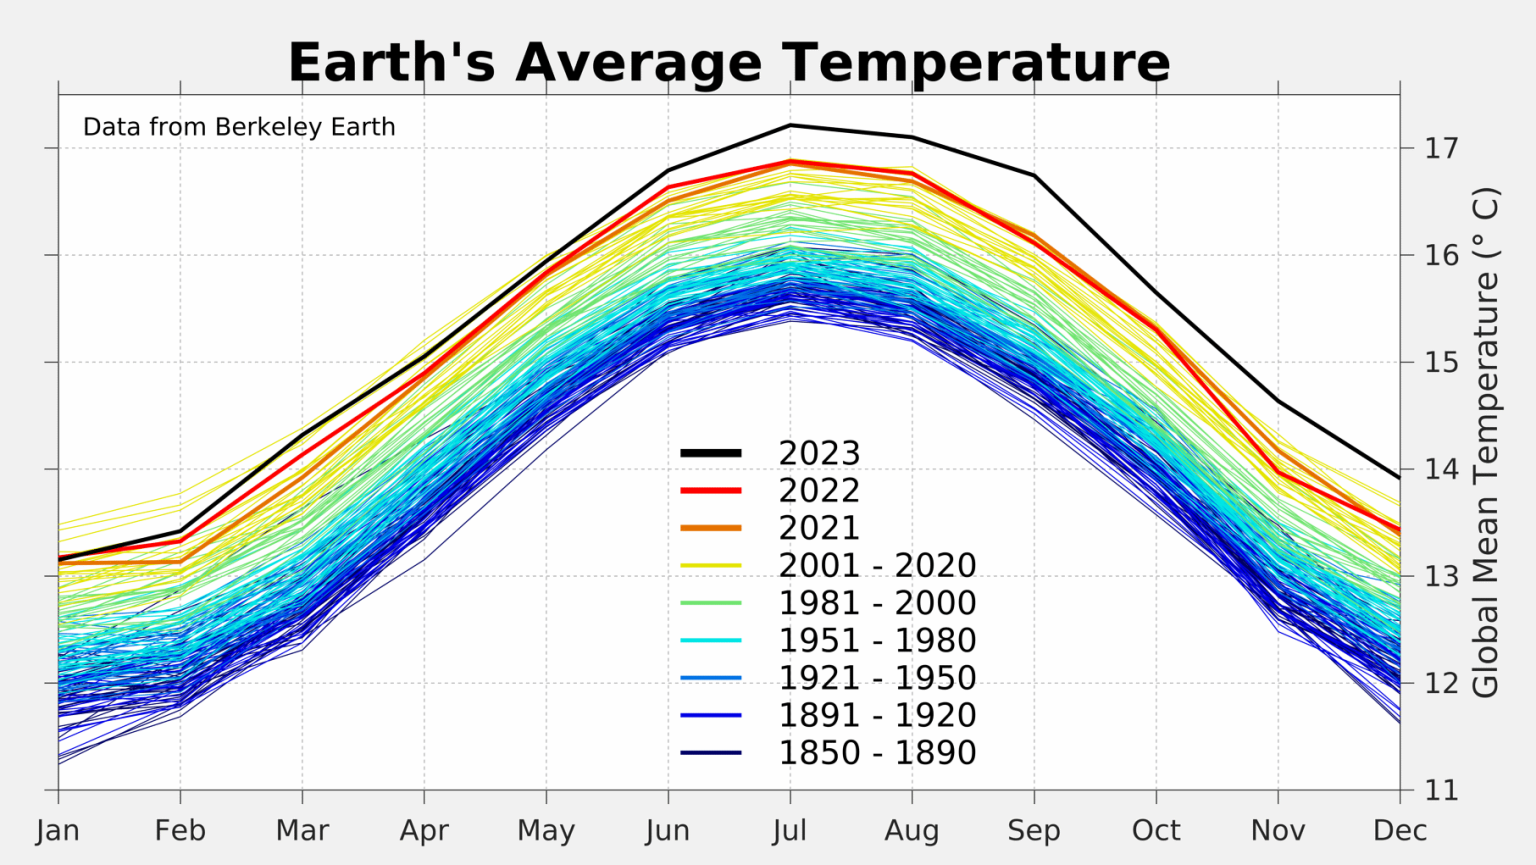 Earth's Average Temperature
Data from Berkeley Earth
17
16
15
14
13
12
11
Global Mean Temperature (° C)
2023
2022
2021
2001 - 2020
1981 - 2000
1951 - 1980
1921 - 1950
1891 - 1920
1850 - 1890
Jan Feb Mar Apr May Jun Jul Aug Sep Oct Nov Dec